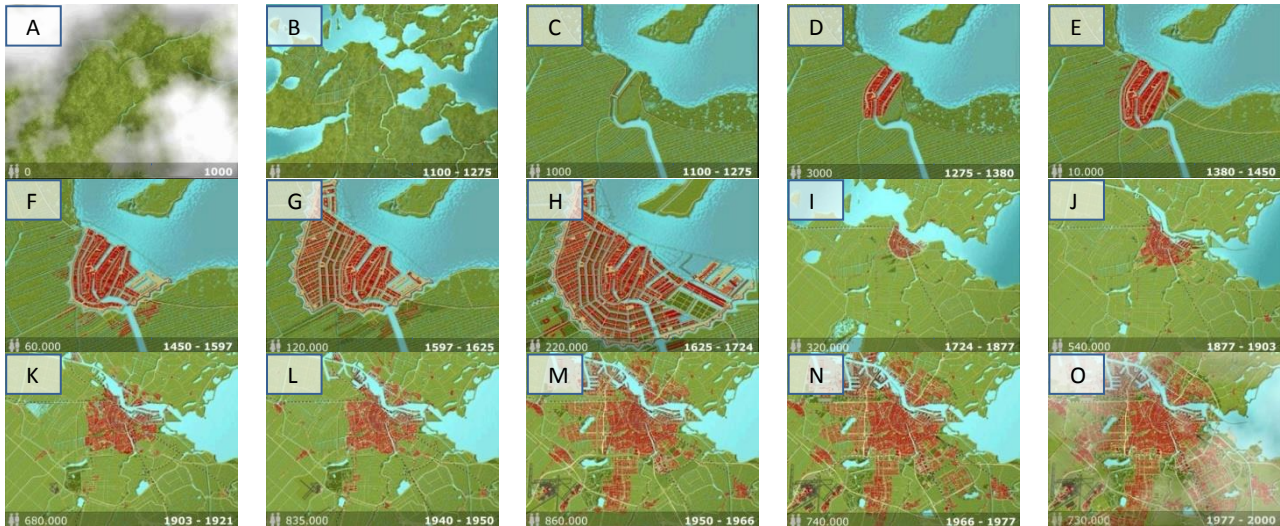 A
0 1000
B
1100 - 1275
C
1000 1100 - 1275
D
3000 1275 - 1380
E
10.000 1380 - 1450
F
60.000 1450 - 1597
G
120.000 1597 - 1625
H
220.000 1625 - 1724
I
320.000 1724 - 1877
J
540.000 1877 - 1903
K
680.000 1903 - 1921
L
835.000 1940 - 1950
M
860.000 1950 - 1966
N
740.000 1966 - 1977
O
730.000 1977 - 2000